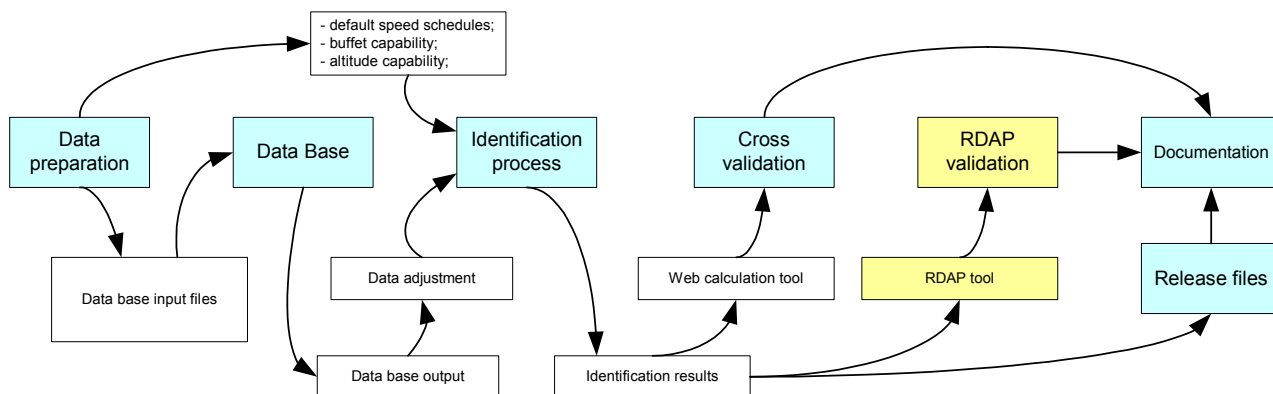 - default speed schedules;
- buffet capability;
- altitude capability;
Data
preparation
Data Base
Identification
process
Cross
validation
RDAP
validation
Documentation
Data base input files
Data adjustment
Web calculation tool
RDAP tool
Release files
Data base output
Identification results